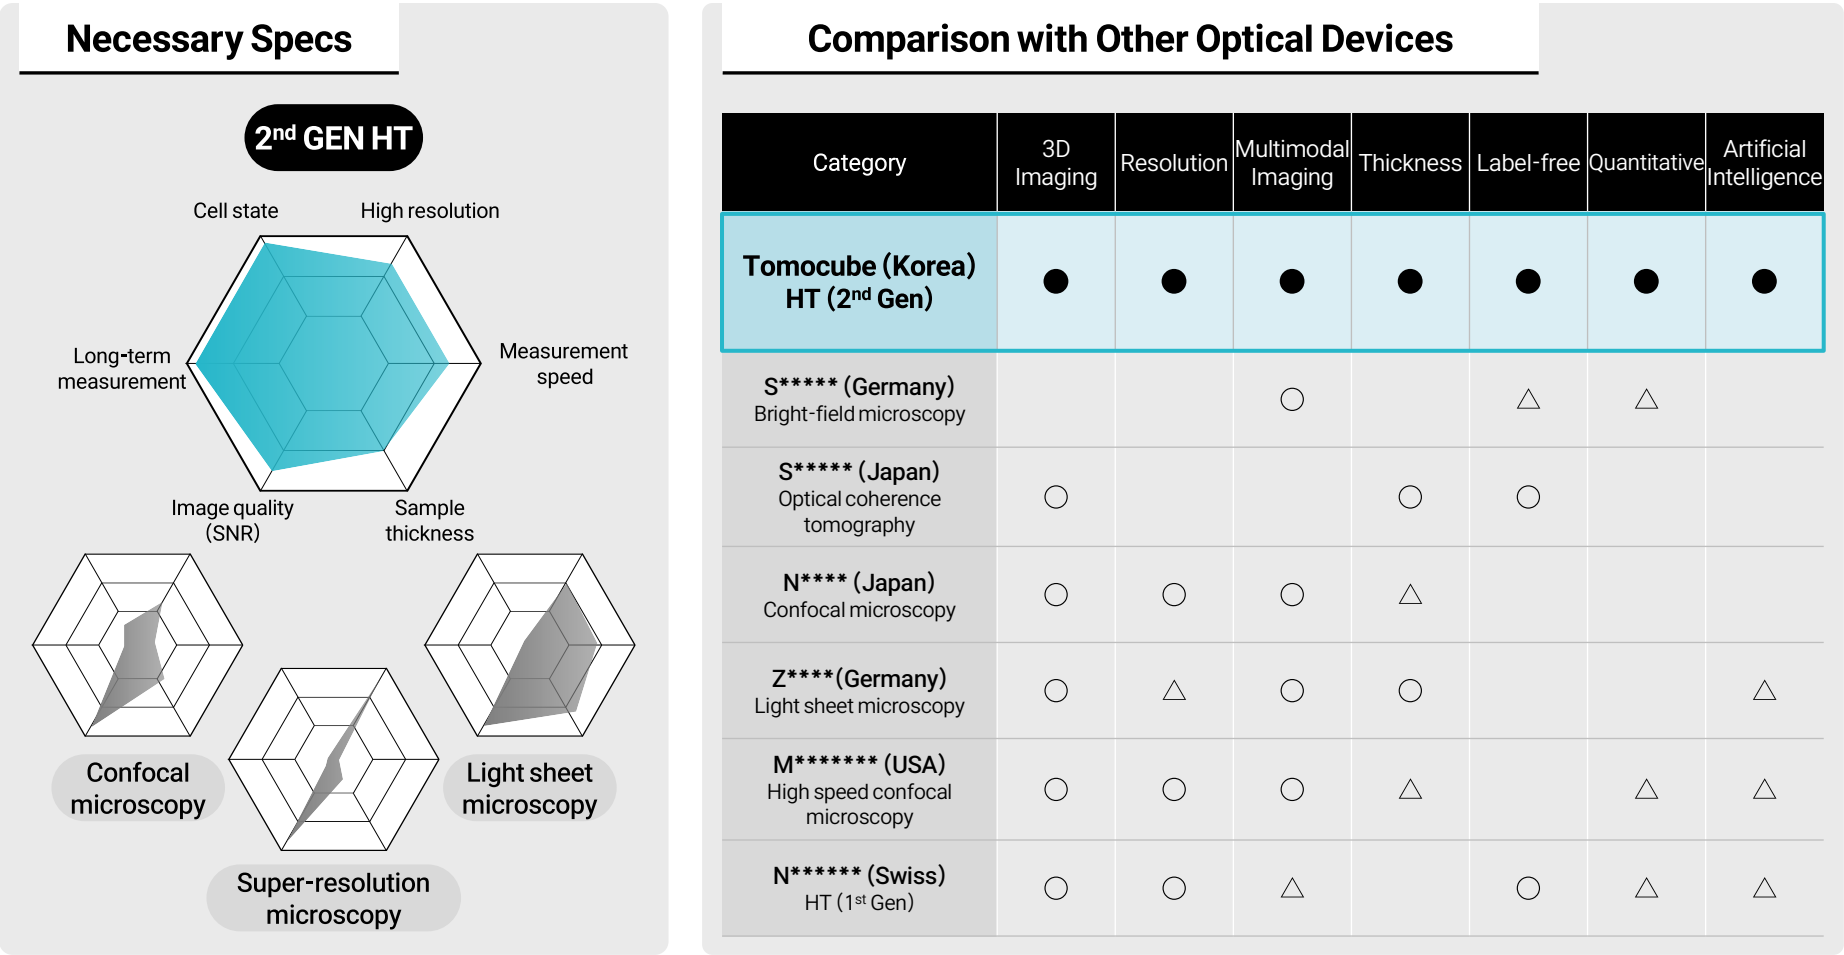 Necessary Specs
2nd GEN HT
Cell state
High resolution
Long-term
measurement
Measurement
speed
Image quality
(SNR)
Sample
thickness
Confocal
microscopy
Light sheet
microscopy
Super-resolution
microscopy
Comparison with Other Optical Devices
Category
3D
Imaging
Resolution
Multimodal
Imaging
Thickness
Label-free
Quantitative
Artificial
Intelligence
Tomocube (Korea)
HT (2nd Gen)
● ● ● ● ● ● ●
S***** (Germany)
Bright-field microscopy
○ △ △
S***** (Japan)
Optical coherence
tomography
○ ○ ○
N**** (Japan)
Confocal microscopy
○ ○ ○ △
Z****(Germany)
Light sheet microscopy
○ △ ○ ○ △
M******* (USA)
High speed confocal
microscopy
○ ○ ○ △ △ △
N****** (Swiss)
HT (1st Gen)
○ ○ △ ○ △ △